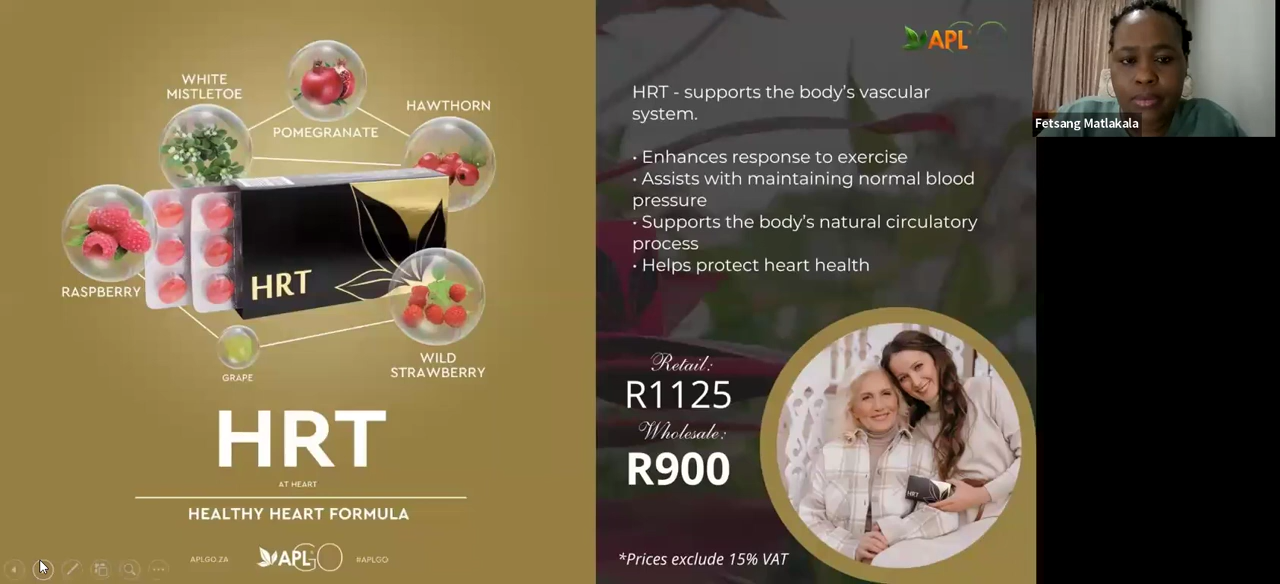 WHITE
MISTLETOE
POMEGRANATE
HAWTHORN
RASPBERRY
HRT
GRAPE
WILD
STRAWBERRY
HRT
AT HEART
HEALTHY HEART FORMULA
APLGO.ZA
APLGO
#APLGO
APLGO
HRT - supports the body's vascular
system.
• Enhances response to exercise
• Assists with maintaining normal blood
pressure
• Supports the body's natural circulatory
process
• Helps protect heart health
Retail:
R1125
Wholesale:
R900
HRT
*Prices exclude 15% VAT
Fetsang Matlakala